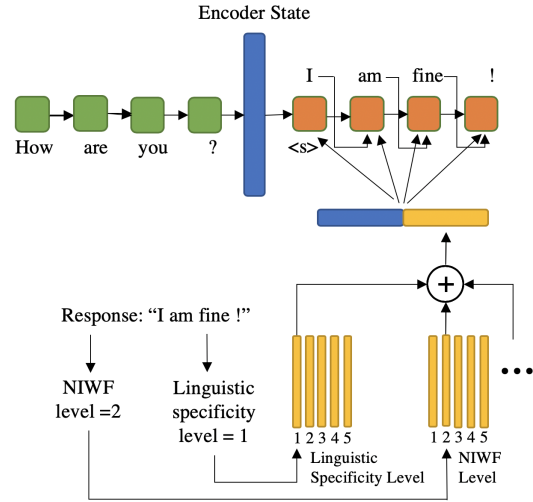 Encoder State
I am fine !
How are you ? <s>
+
Response: “I am fine !”
NIWF
level =2
Linguistic
specificity
level = 1
1 2 3 4 5
Linguistic
Specificity Level
1 2 3 4 5
NIWF
Level